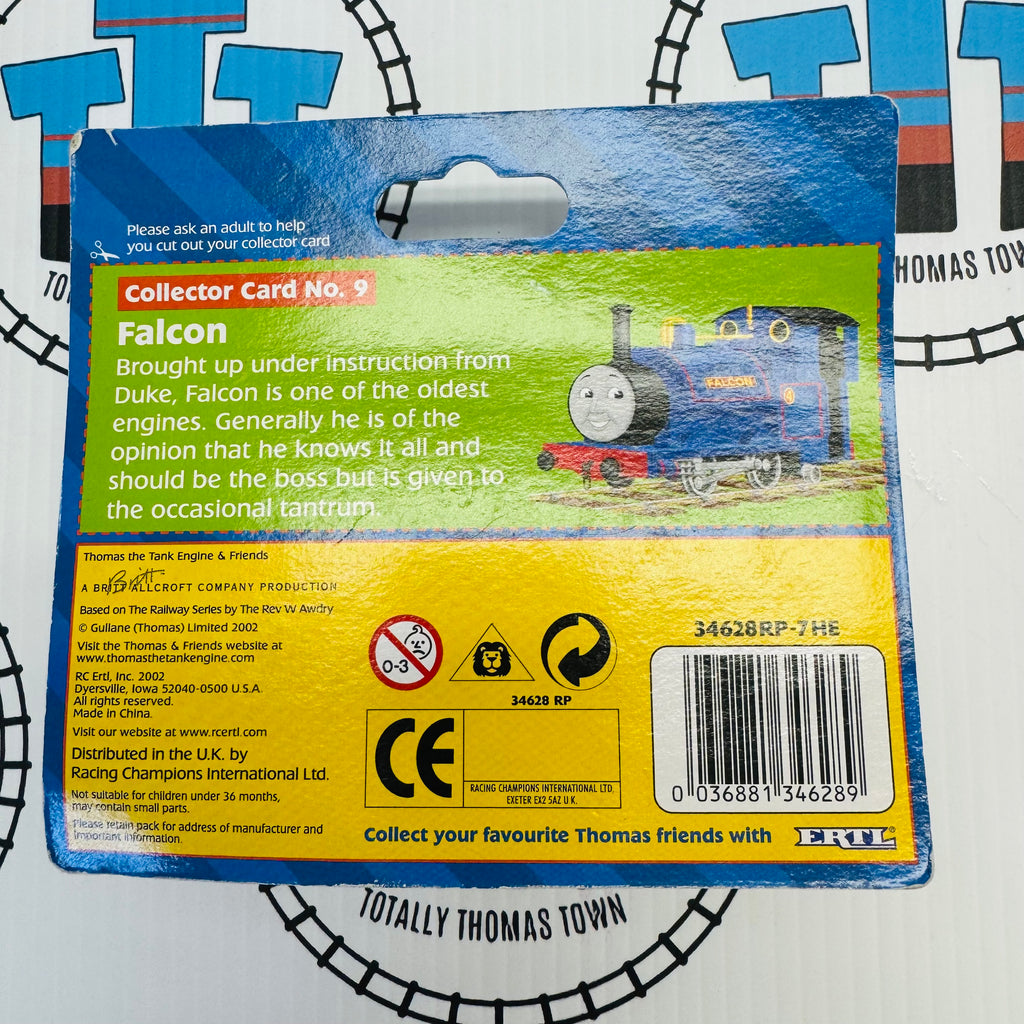 Please ask an adult to help
you cut out your collector card
Collector Card No. 9
Falcon
Brought up under instruction from
Duke, Falcon is one of the oldest
engines. Generally he is of the
opinion that he knows it all and
should be the boss but is given to
the occasional tantrum.
FALCON
4
Thomas the Tank Engine & Friends
Britt
A BRITT ALLCROFT COMPANY PRODUCTION
Based on The Railway Series by The Rev W Awdry
© Gullane (Thomas) Limited 2002
Visit the Thomas & Friends website at
www.thomasthetankengine.com
RC Ertl, Inc. 2002
Dyersville, Iowa 52040-0500 U.S.A.
All rights reserved.
Made in China.
Visit our website at www.rcertl.com
Distributed in the U.K. by
Racing Champions International Ltd.
Not suitable for children under 36 months,
may contain small parts.
Please retain pack for address of manufacturer and
important information.
0-3
34628 RP
CE
RACING CHAMPIONS INTERNATIONAL LTD,
EXETER EX2 5AZ U.K.
34628RP-7HE
0 036881 346289
Collect your favourite Thomas friends with ERTL®
TO
HOMAS TOW
TOTALLY THOMAS TOWN